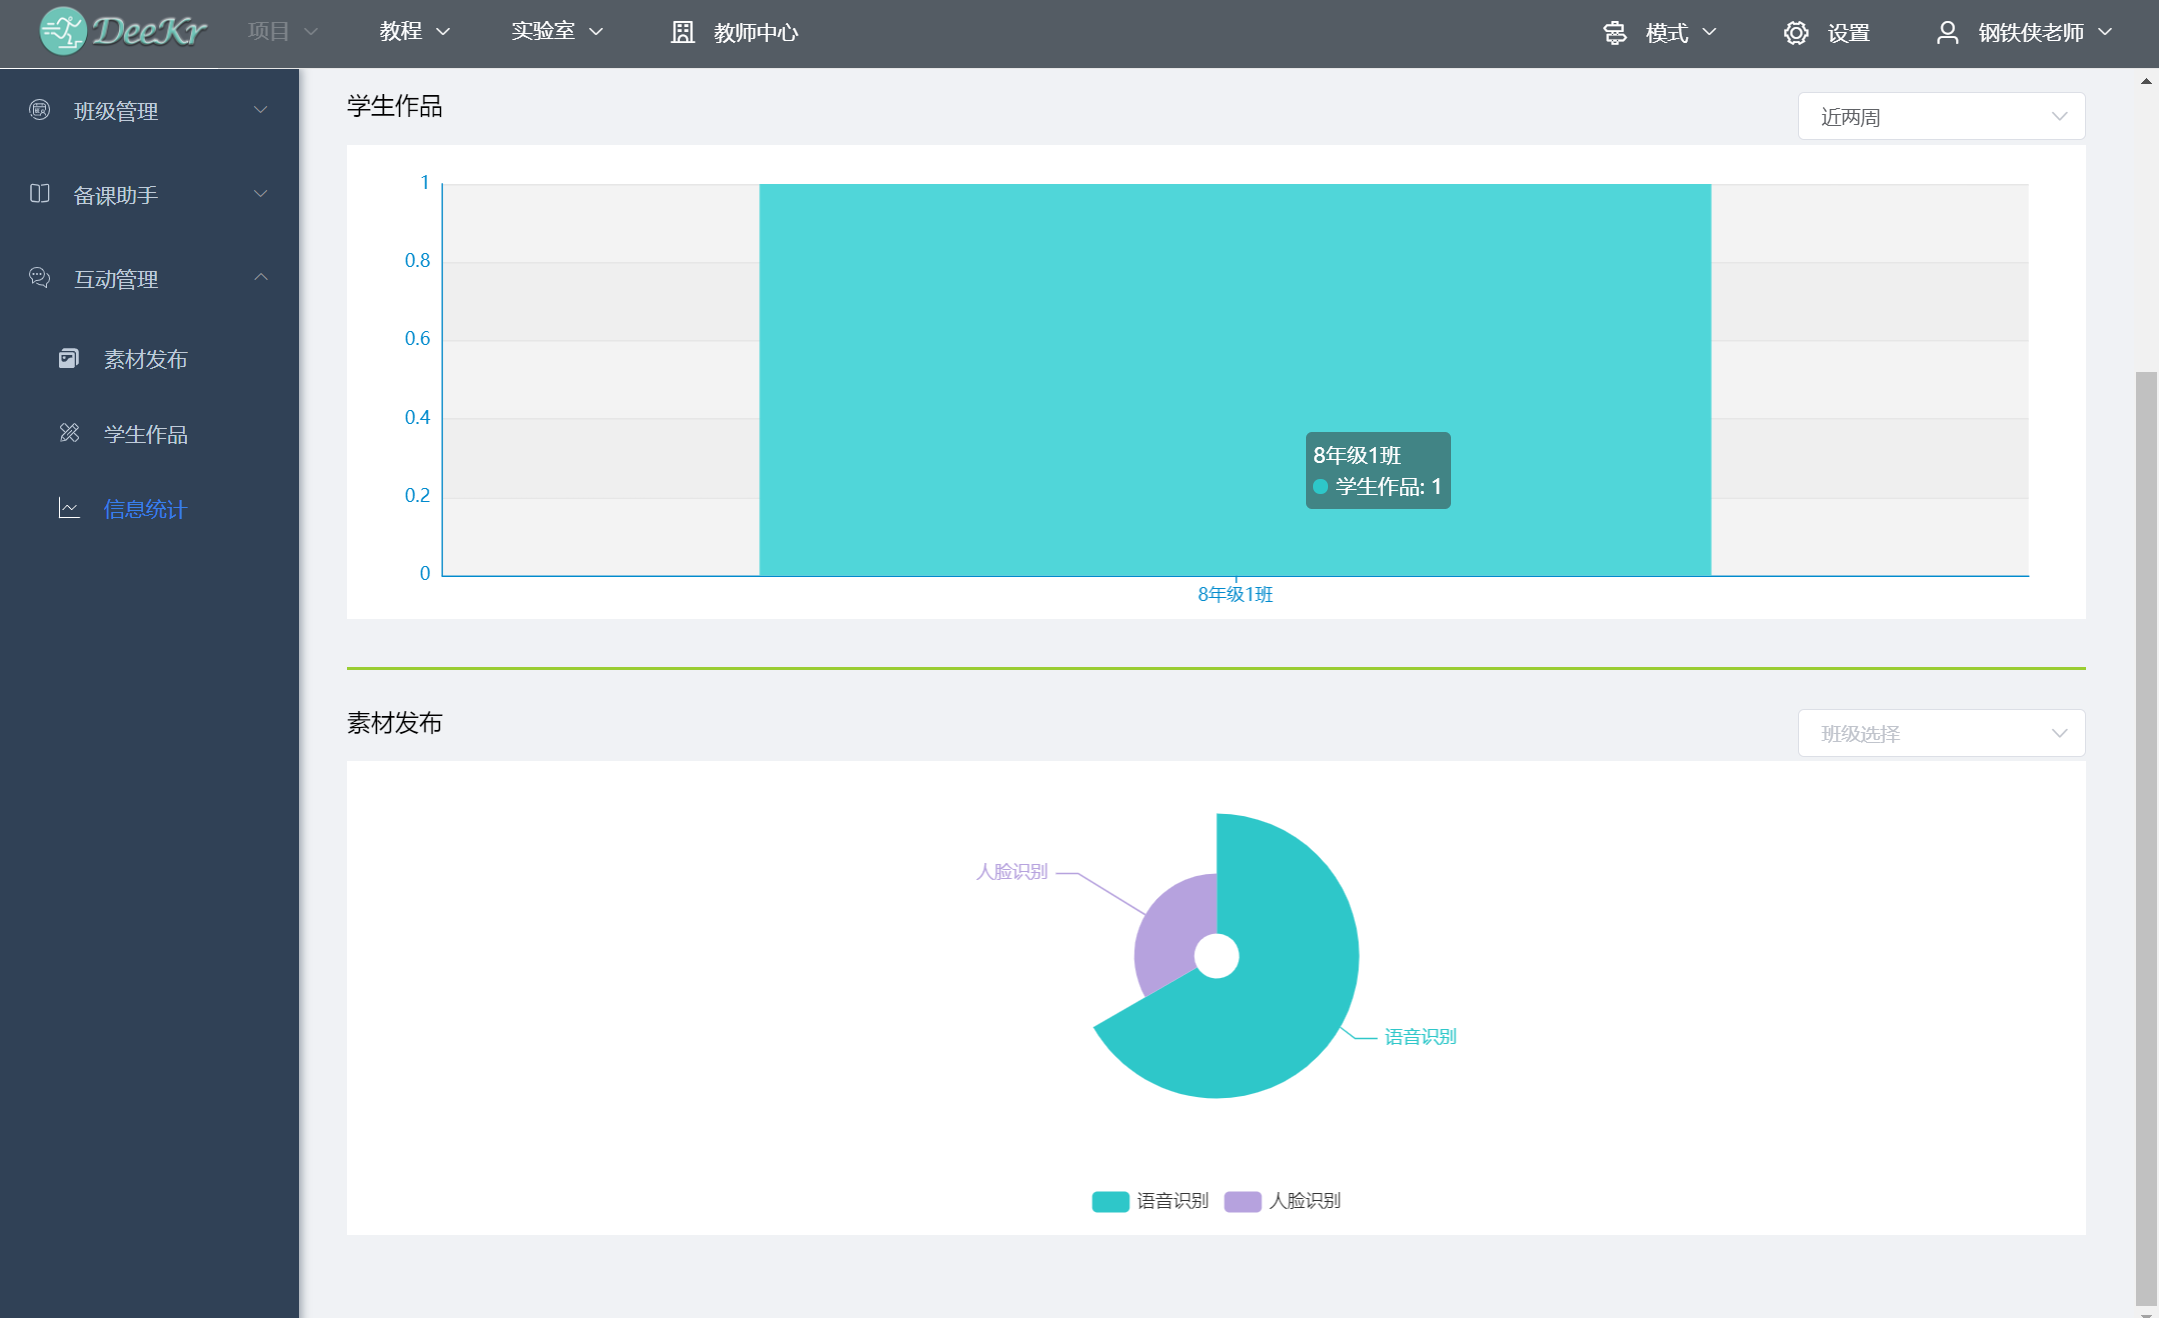 DeeKr 项目 教程 实验室 教师中心 模式 设置 钢铁侠老师
班级管理
备课助手
互动管理
素材发布
学生作品
信息统计
学生作品
近两周
1
0.8
0.6
0.4
0.2
0
8年级1班
学生作品: 1
8年级1班
素材发布
班级选择
人脸识别
语音识别
语音识别 人脸识别